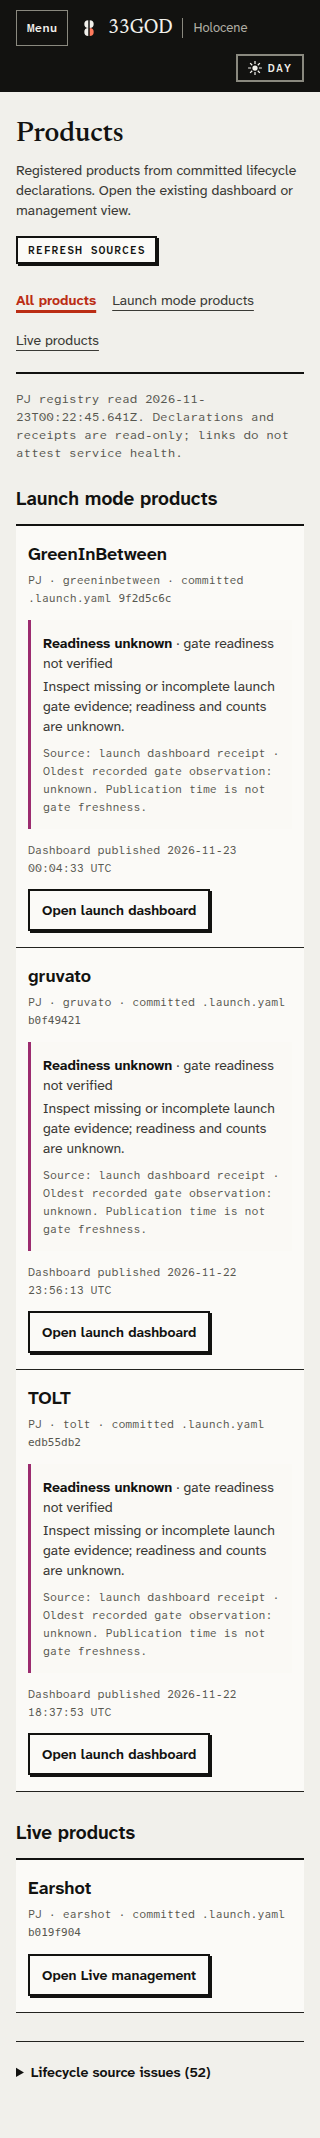 Menu
33GOD
Holocene
DAY
Products
Registered products from committed lifecycle
declarations. Open the existing dashboard or
management view.
REFRESH SOURCES
All products
Launch mode products
Live products
PJ registry read 2026-11-
23T00:22:45.641Z. Declarations and
receipts are read-only; links do not
attest service health.
Launch mode products
GreenInBetween
PJ · greeninbetween · committed
.launch.yaml 9f2d5c6c
Readiness unknown · gate readiness
not verified
Inspect missing or incomplete launch
gate evidence; readiness and counts
are unknown.
Source: launch dashboard receipt ·
Oldest recorded gate observation:
unknown. Publication time is not
gate freshness.
Dashboard published 2026-11-23
00:04:33 UTC
Open launch dashboard
gruvato
PJ · gruvato · committed .launch.yaml
b0f49421
Readiness unknown · gate readiness
not verified
Inspect missing or incomplete launch
gate evidence; readiness and counts
are unknown.
Source: launch dashboard receipt ·
Oldest recorded gate observation:
unknown. Publication time is not
gate freshness.
Dashboard published 2026-11-22
23:56:13 UTC
Open launch dashboard
TOLT
PJ · tolt · committed .launch.yaml
edb55db2
Readiness unknown · gate readiness
not verified
Inspect missing or incomplete launch
gate evidence; readiness and counts
are unknown.
Source: launch dashboard receipt ·
Oldest recorded gate observation:
unknown. Publication time is not
gate freshness.
Dashboard published 2026-11-22
18:37:53 UTC
Open launch dashboard
Live products
Earshot
PJ · earshot · committed .launch.yaml
b019f904
Open Live management
Lifecycle source issues (52)